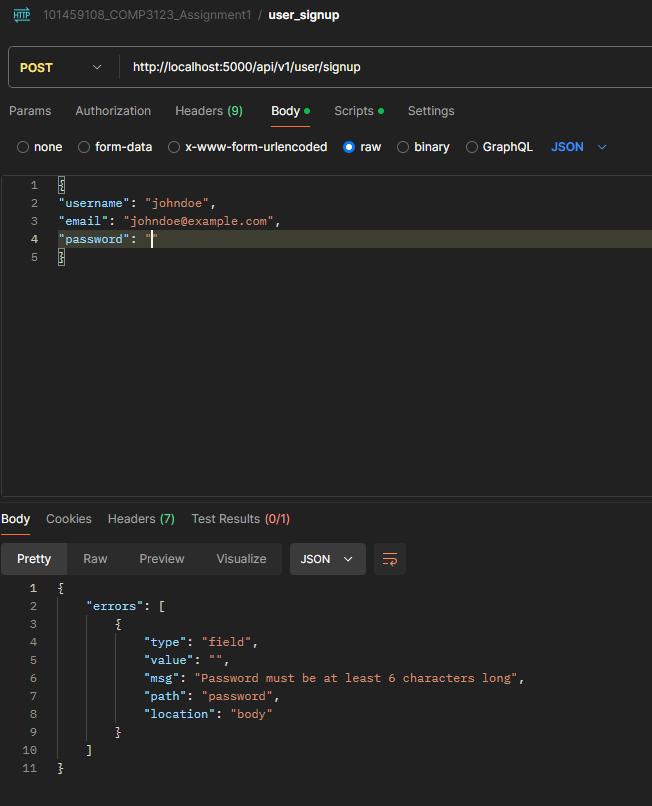 HTTP 101459108_COMP3123_Assignment1 / user_signup
POST http://localhost:5000/api/v1/user/signup
Params Authorization Headers (9) Body Scripts Settings
none form-data x-www-form-urlencoded raw binary GraphQL JSON
1 {
2 "username": "johndoe",
3 "email": "johndoe@example.com",
4 "password": ""
5 }
Body Cookies Headers (7) Test Results (0/1)
Pretty Raw Preview Visualize JSON
1 {
2 "errors": [
3 {
4 "type": "field",
5 "value": "",
6 "msg": "Password must be at least 6 characters long",
7 "path": "password",
8 "location": "body"
9 }
10 ]
11 }